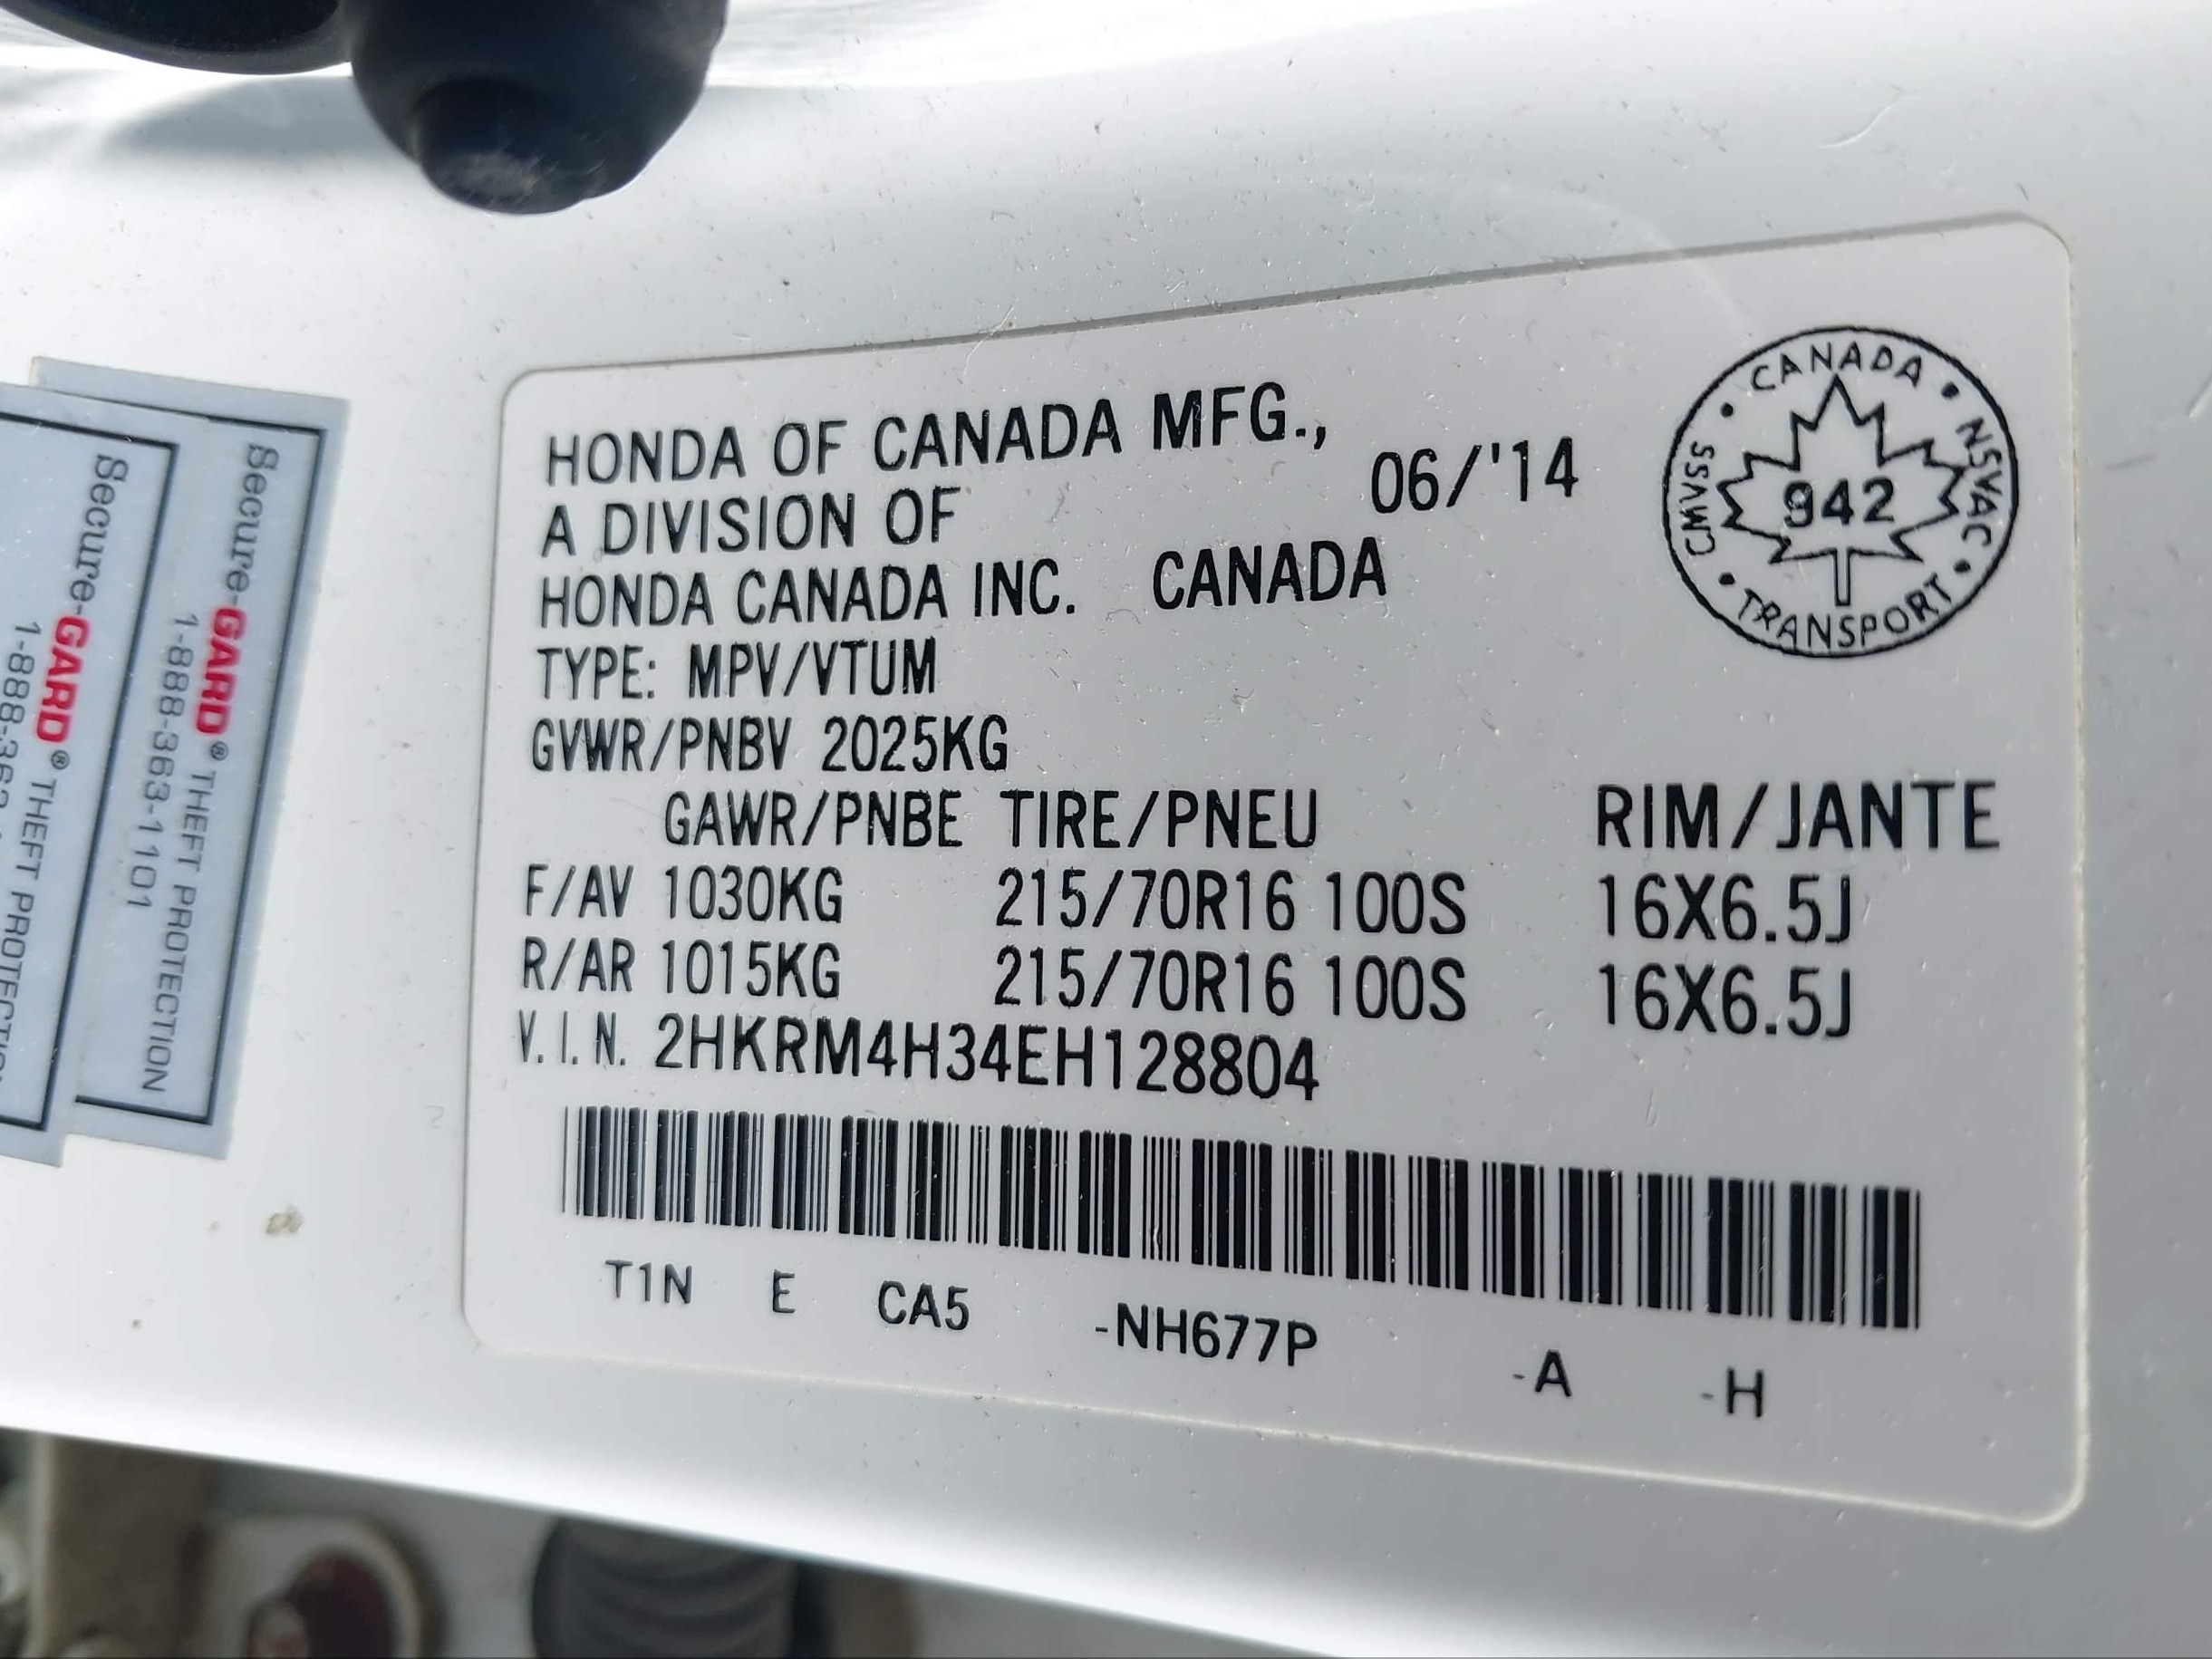 HONDA OF CANADA MFG.,
A DIVISION OF
HONDA CANADA INC. CANADA
06/'14
CANADA • NSVAC • TRANSPORT • CMVSS •
942
TYPE: MPV/VTUM
GVWR/PNBV 2025KG
GAWR/PNBE TIRE/PNEU RIM/JANTE
F/AV 1030KG 215/70R16 100S 16X6.5J
R/AR 1015KG 215/70R16 100S 16X6.5J
V.I.N. 2HKRM4H34EH128804
T1N E CA5 -NH677P -A -H
Secure-GARD® THEFT PROTECTION
1-888-363-1101
Secure-GARD® THEFT PROTECTION